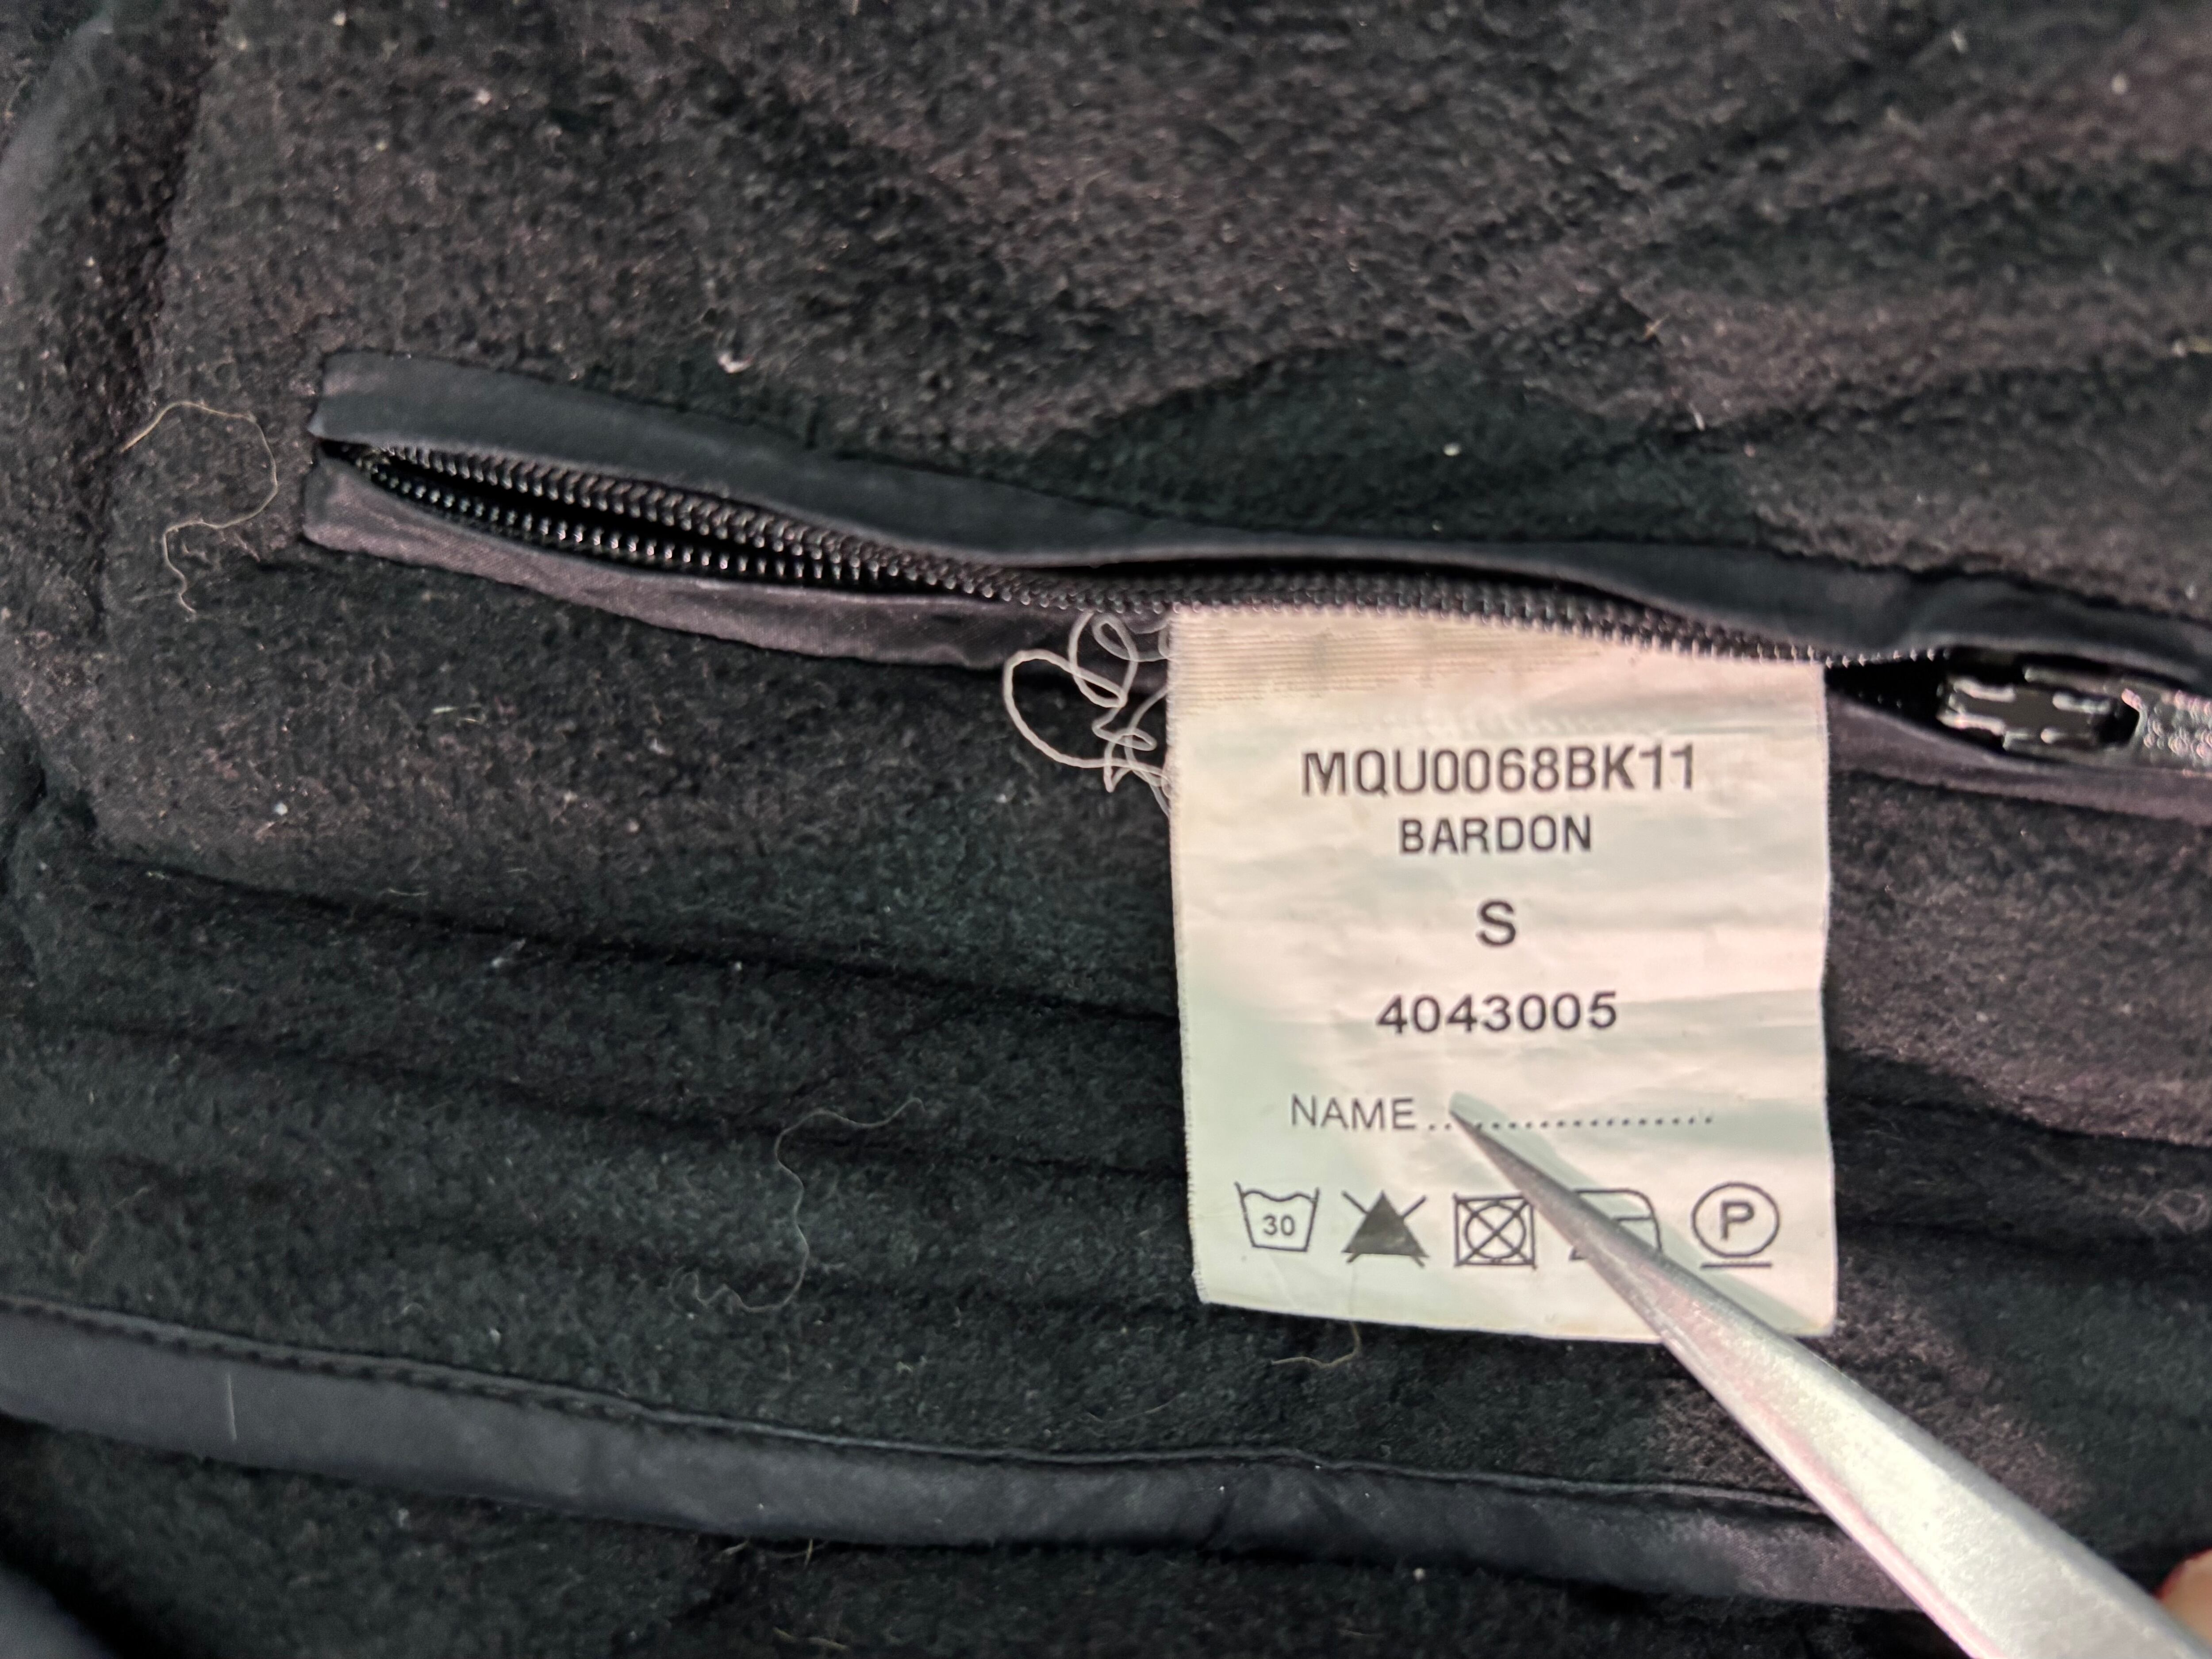 MQU0068BK11
BARDON
S
4043005
NAME..................
30
P